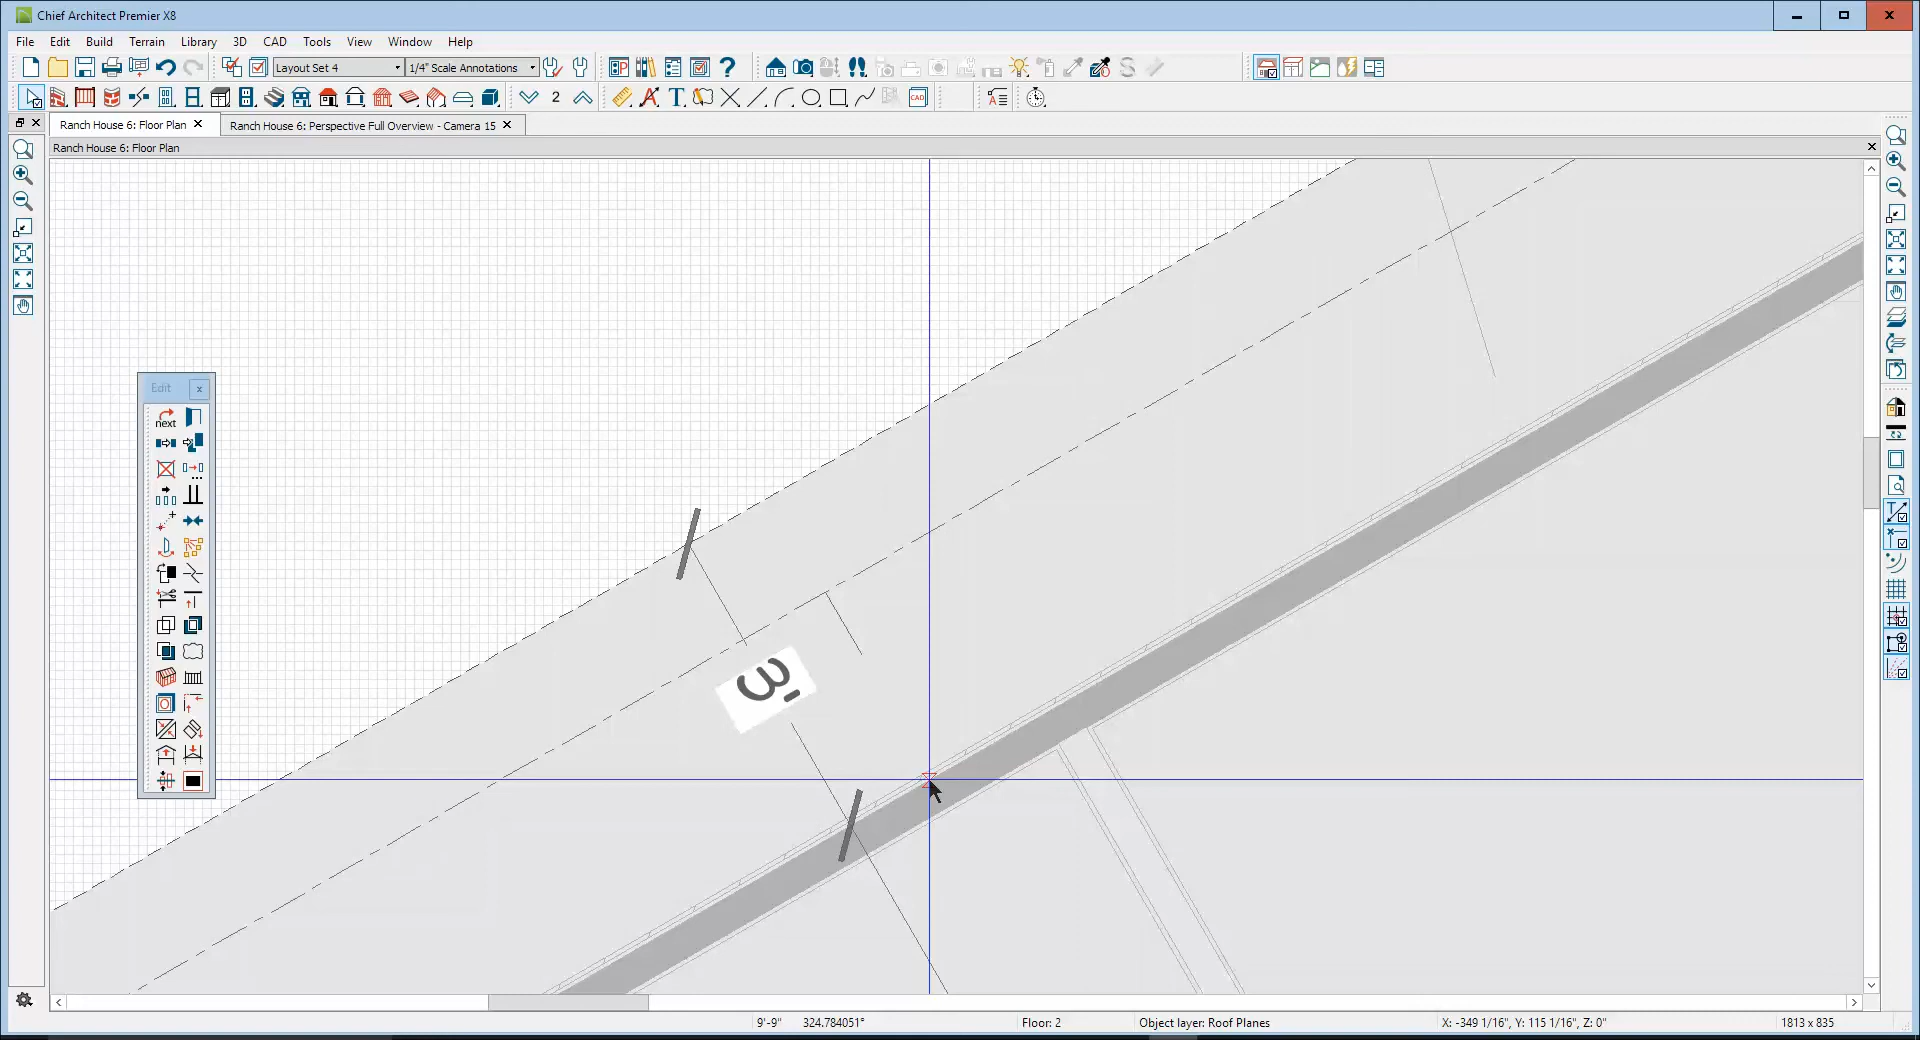 Chief Architect Premier X8
File Edit Build Terrain Library 3D CAD Tools View Window Help
Layout Set 4 1/4" Scale Annotations
2 T CAD
Ranch House 6: Floor Plan Ranch House 6: Perspective Full Overview - Camera 15
Ranch House 6: Floor Plan
Edit
next
3'
9'-9" 324.784051° Floor: 2 Object layer: Roof Planes X: -349 1/16", Y: 115 1/16", Z: 0" 1813 x 835